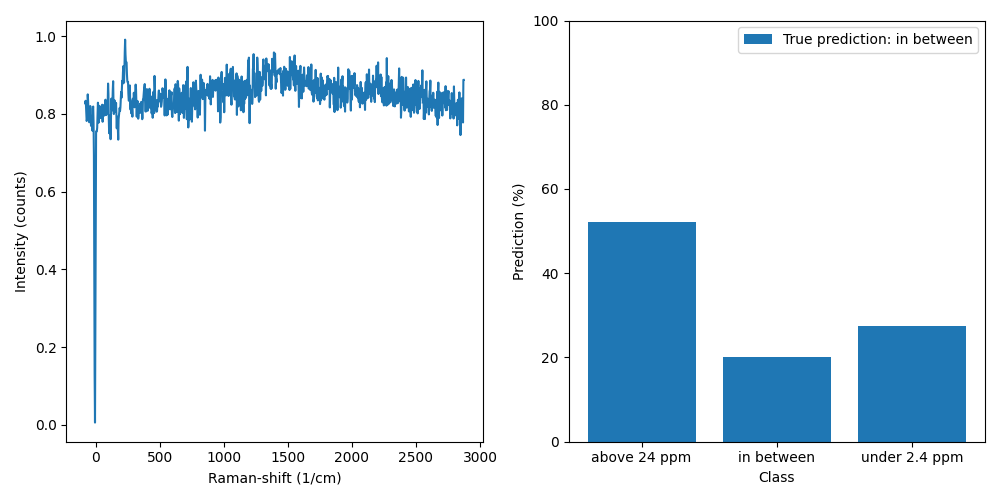 1.0
0.8
0.6
0.4
0.2
0.0
Intensity (counts)
0
500
1000
1500
2000
2500
3000
Raman-shift (1/cm)
100
80
60
40
20
0
Prediction (%)
True prediction: in between
above 24 ppm
in between
under 2.4 ppm
Class